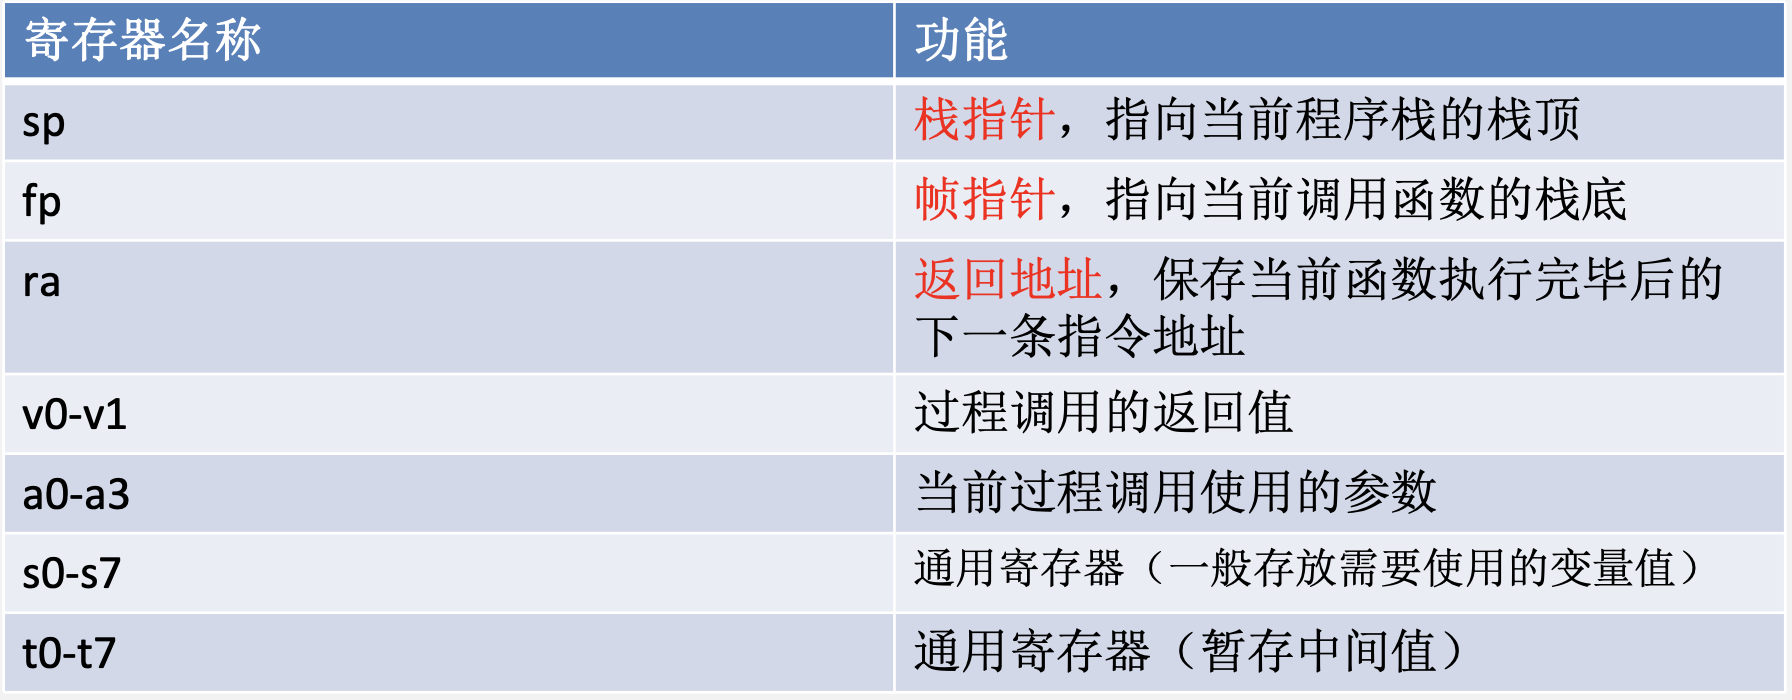 寄存器名称 功能
sp 栈指针，指向当前程序栈的栈顶
fp 帧指针，指向当前调用函数的栈底
ra 返回地址，保存当前函数执行完毕后的
下一条指令地址
v0-v1 过程调用的返回值
a0-a3 当前过程调用使用的参数
s0-s7 通用寄存器（一般存放需要使用的变量值）
t0-t7 通用寄存器（暂存中间值）